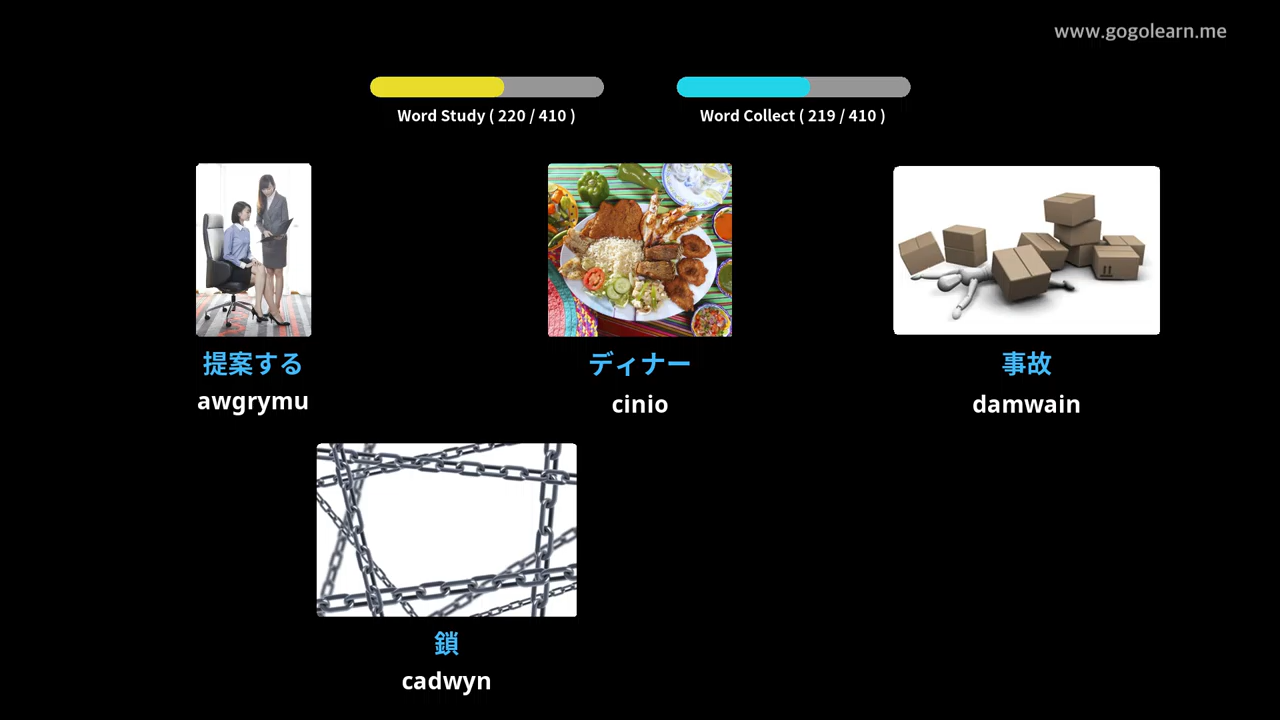 www.gogolearn.me
Word Study ( 220 / 410 )
Word Collect ( 219 / 410 )
提案する
awgrymu
ディナー
cinio
事故
damwain
鎖
cadwyn